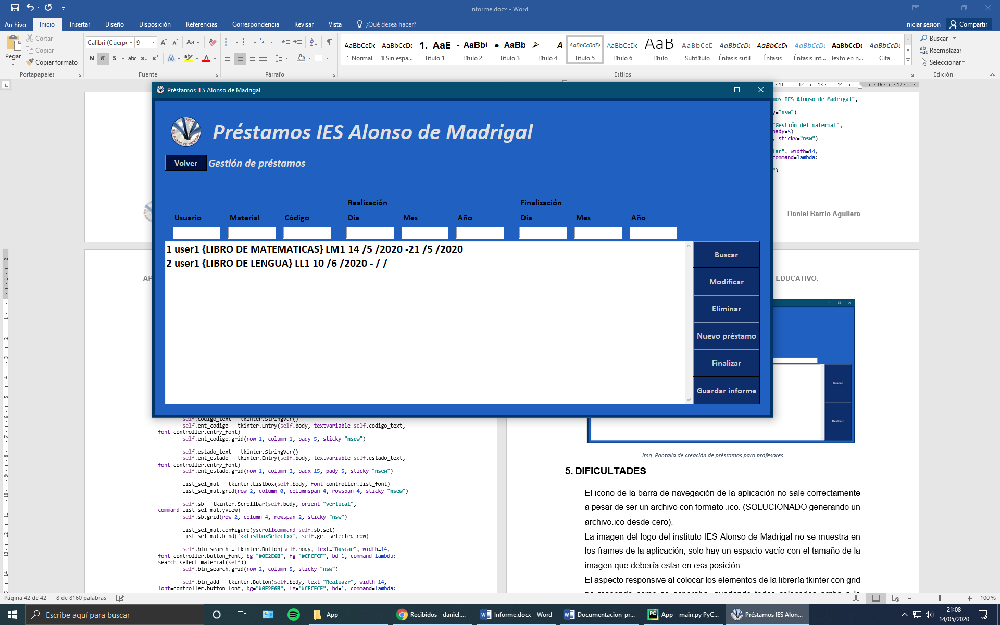 Informe.docx - Word
Archivo Inicio Insertar Diseño Disposición Referencias Correspondencia Revisar Vista ¿Qué desea hacer? Iniciar sesión Compartir
Pegar
Cortar
Copiar
Copiar formato
Portapapeles
Calibri (Cuerpo 9
N K S abc x₂ x²
Fuente
Párrafo
AaBbCcDc AaBbCcDc 1. AaE - AaBb( ● AaBb ➢ A AaBbCcDdEe AaBbCcDc AaB AaBbCcD AaBbCcDc AaBbCcDc AaBbCcDc AaBbCcDc AaBbCcDc
¶ Normal ¶ Sin espa... Título 1 Título 2 Título 3 Título 4 Título 5 Título 6 Título Subtítulo Énfasis sutil Énfasis Énfasis int... Texto en n... Cita
Estilos
Buscar
Reemplazar
Seleccionar
Edición
11 12 13 14 16 17
Préstamos IES Alonso de Madrigal
Préstamos IES Alonso de Madrigal
Volver Gestión de préstamos
Realización Finalización
Usuario Material Código Día Mes Año Día Mes Año
1 user1 {LIBRO DE MATEMATICAS} LM1 14 /5 /2020 -21 /5 /2020
2 user1 {LIBRO DE LENGUA} LL1 10 /6 /2020 - / /
Buscar
Modificar
Eliminar
Nuevo préstamo
Finalizar
Guardar informe
mos IES Alonso de Madrigal",
y="nsw")
"Gestión del material",
pady=5)
, sticky="nsw")
lar", width=14,
command=lambda:
")
Daniel Barrio Aguilera
AP
EDUCATIVO.
Buscar
Realiazr
self.codigo_text = tkinter.StringVar()
self.ent_codigo = tkinter.Entry(self.body, textvariable=self.codigo_text,
font=controller.entry_font)
self.ent_codigo.grid(row=1, column=1, pady=5, sticky="nsew")
self.estado_text = tkinter.StringVar()
self.ent_estado = tkinter.Entry(self.body, textvariable=self.estado_text,
font=controller.entry_font)
self.ent_estado.grid(row=1, column=2, padx=15, pady=5, sticky="nsew")
list_sel_mat = tkinter.Listbox(self.body, font=controller.list_font)
list_sel_mat.grid(row=2, column=0, columnspan=4, rowspan=4, sticky="nsew")
self.sb = tkinter.Scrollbar(self.body, orient="vertical",
command=list_sel_mat.yview)
self.sb.grid(row=2, column=4, rowspan=2, sticky="nsw")
list_sel_mat.configure(yscrollcommand=self.sb.set)
list_sel_mat.bind('<<ListboxSelect>>', self.get_selected_row)
self.btn_search = tkinter.Button(self.body, text="Buscar", width=14,
font=controller.button_font, bg="#0E2E6B", fg="#CFCFCF", bd=1, command=lambda:
search_select_material(self))
self.btn_search.grid(row=2, column=5, sticky="nsw")
self.btn_add = tkinter.Button(self.body, text="Realiazr", width=14,
font=controller.button_font, bg="#0E2E6B", fg="#CFCFCF", bd=1, command=lambda:
Img. Pantalla de creación de préstamos para profesores
5. DIFICULTADES
- El icono de la barra de navegación de la aplicación no sale correctamente
a pesar de ser un archivo con formato .ico. (SOLUCIONADO generando un
archivo.ico desde cero).
- La imagen del logo del instituto IES Alonso de Madrigal no se muestra en
los frames de la aplicación, solo hay un espacio vacío con el tamaño de la
imagen que debería estar en esa posición.
- El aspecto responsive al colocar los elementos de la librería tkinter con grid
Página 42 de 42 8 de 8160 palabras 100 %
Escribe aquí para buscar
App
Recibidos - daniel....
Informe.docx - Word
Documentacion-pr...
App – main.py PyC...
Préstamos IES Alon...
21:08
14/05/2020